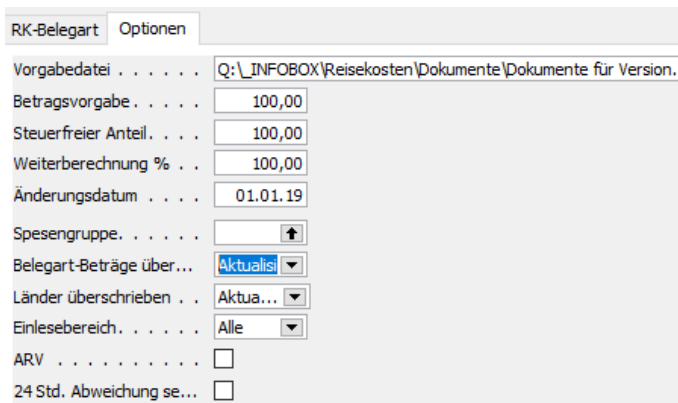 RK-Belegart Optionen
Vorgabedatei . . . . . . Q:\_INFOBOX\Reisekosten\Dokumente\Dokumente für Version.
Betragsvorgabe. . . . . 100,00
Steuerfreier Anteil. . . . 100,00
Weiterberechnung % . . 100,00
Änderungsdatum . . . . 01.01.19
Spesengruppe. . . . . .
Belegart-Beträge über... Aktualisi
Länder überschrieben . . Aktua...
Einlesebereich. . . . . . Alle
ARV . . . . . . . . . .
24 Std. Abweichung se...